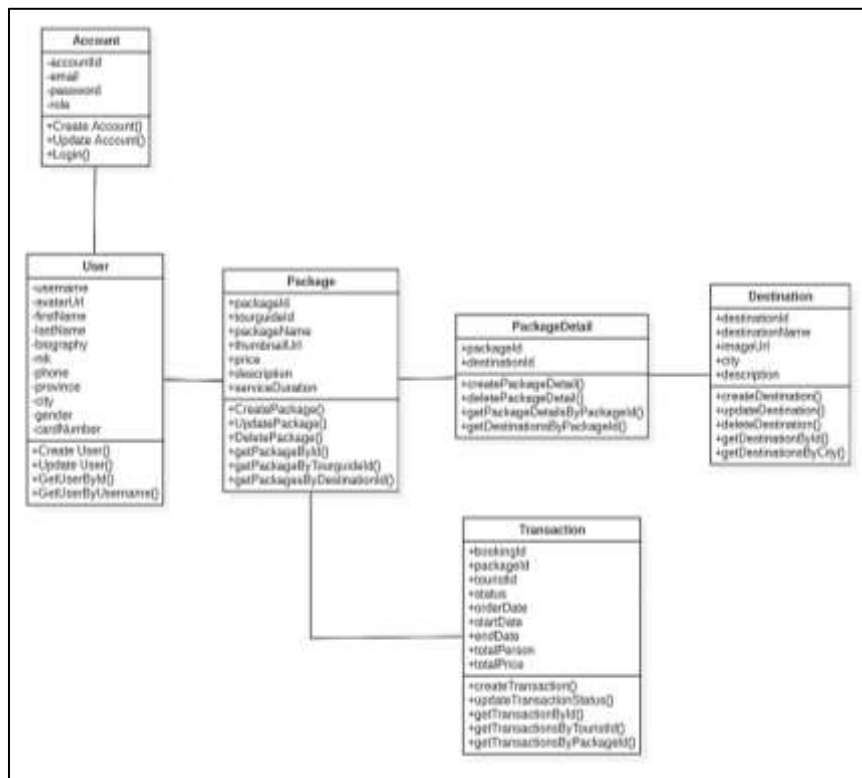 Account
-accountId
-email
-password
-role
+Create Account()
+Update Account()
+Login()
User
-username
-avatarUrl
-firstName
-lastName
-biography
-nik
-phone
-province
-city
-gender
-cardNumber
+Create User()
+Update User()
+GetUserById()
+GetUserByUsername()
Package
+packageId
+tourguideId
+packageName
+thumbnailUrl
+price
+description
+serviceDuration
+CreatePackage()
+UpdatePackage()
+DeletePackage()
+getPackageById()
+getPackageByTourguideId()
+getPackagesByDestinationId()
PackageDetail
+packageId
+destinationId
+createPackageDetail()
+deletePackageDetail()
+getPackageDetailsByPackageId()
+getDestinationsByPackageId()
Destination
+destinationId
+destinationName
+imageUrl
+city
+description
+createDestination()
+updateDestination()
+deleteDestination()
+getDestinationById()
+getDestinationsByCity()
Transaction
+bookingId
+packageId
+touristId
+status
+orderDate
+startDate
+endDate
+totalPerson
+totalPrice
+createTransaction()
+updateTransactionStatus()
+getTransactionById()
+getTransactionsByTouristId()
+getTransactionsByPackageId()